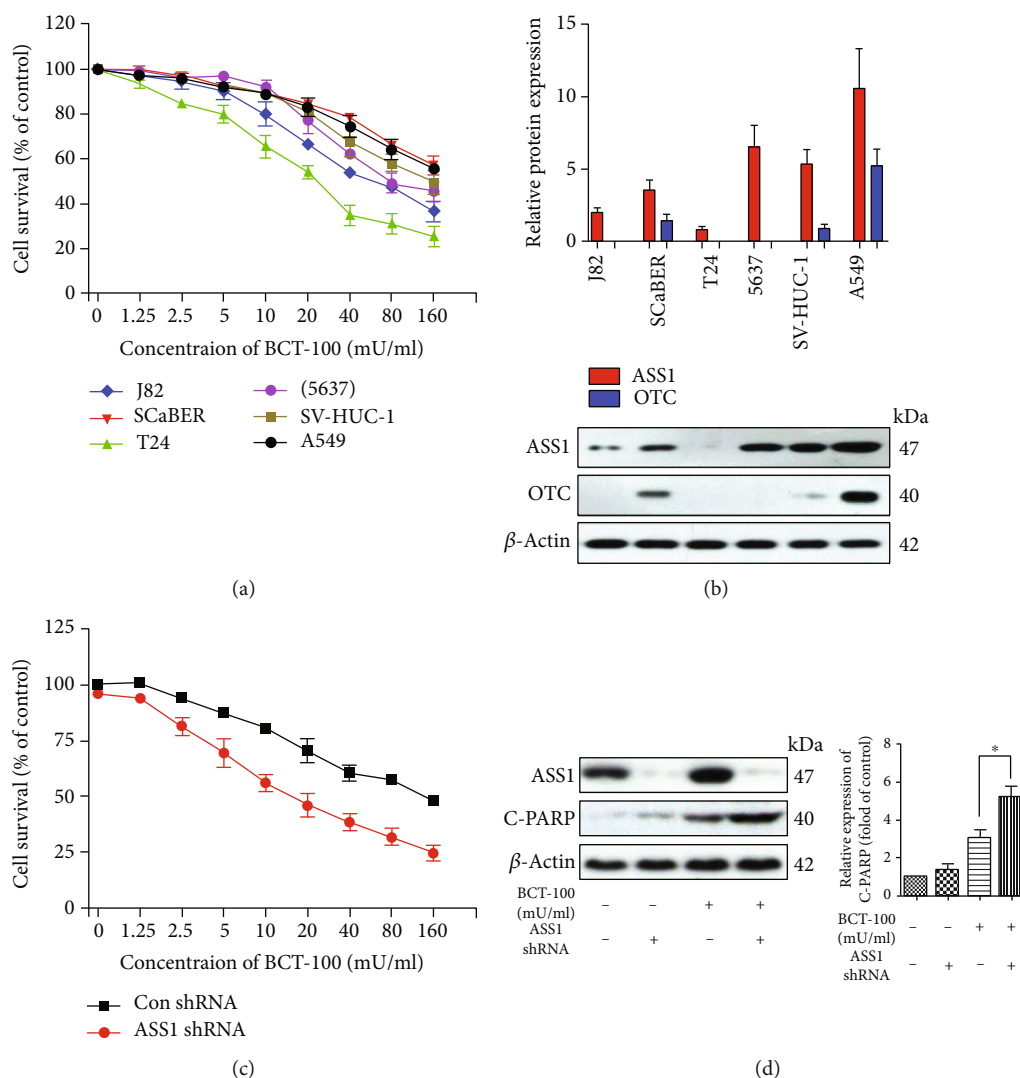 120
100
80
60
40
20
0
Cell survival (% of control)
0 1.25 2.5 5 10 20 40 80 160
Concentraion of BCT-100 (mU/ml)
J82
SCaBER
T24
(5637)
SV-HUC-1
A549
(a)
15
10
5
0
Relative protein expression
J82
SCaBER
T24
5637
SV-HUC-1
A549
ASS1
OTC
kDa
ASS1 47
OTC 40
β-Actin 42
(b)
125
100
75
50
25
0
Cell survival (% of control)
0 1.25 2.5 5 10 20 40 80 160
Concentraion of BCT-100 (mU/ml)
Con shRNA
ASS1 shRNA
(c)
kDa
ASS1 47
C-PARP 40
β-Actin 42
BCT-100
(mU/ml) – – + +
ASS1
shRNA – + – +
8
6
4
2
0
Relative expression of
C-PARP (folod of control)
*
BCT-100
(mU/ml) – – + +
ASS1
shRNA – + – +
(d)